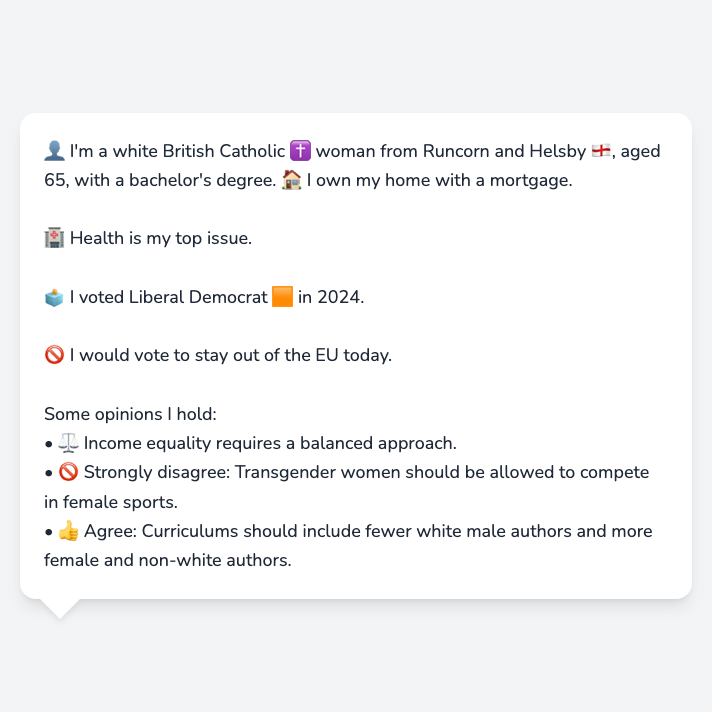 👤 I'm a white British Catholic ✝️ woman from Runcorn and Helsby 🏴󠁧󠁢󠁥󠁮󠁧󠁿, aged
65, with a bachelor's degree. 🏠 I own my home with a mortgage.
🏥 Health is my top issue.
🗳️ I voted Liberal Democrat 🟧 in 2024.
🚫 I would vote to stay out of the EU today.
Some opinions I hold:
• ⚖️ Income equality requires a balanced approach.
• 🚫 Strongly disagree: Transgender women should be allowed to compete
in female sports.
• 👍 Agree: Curriculums should include fewer white male authors and more
female and non-white authors.